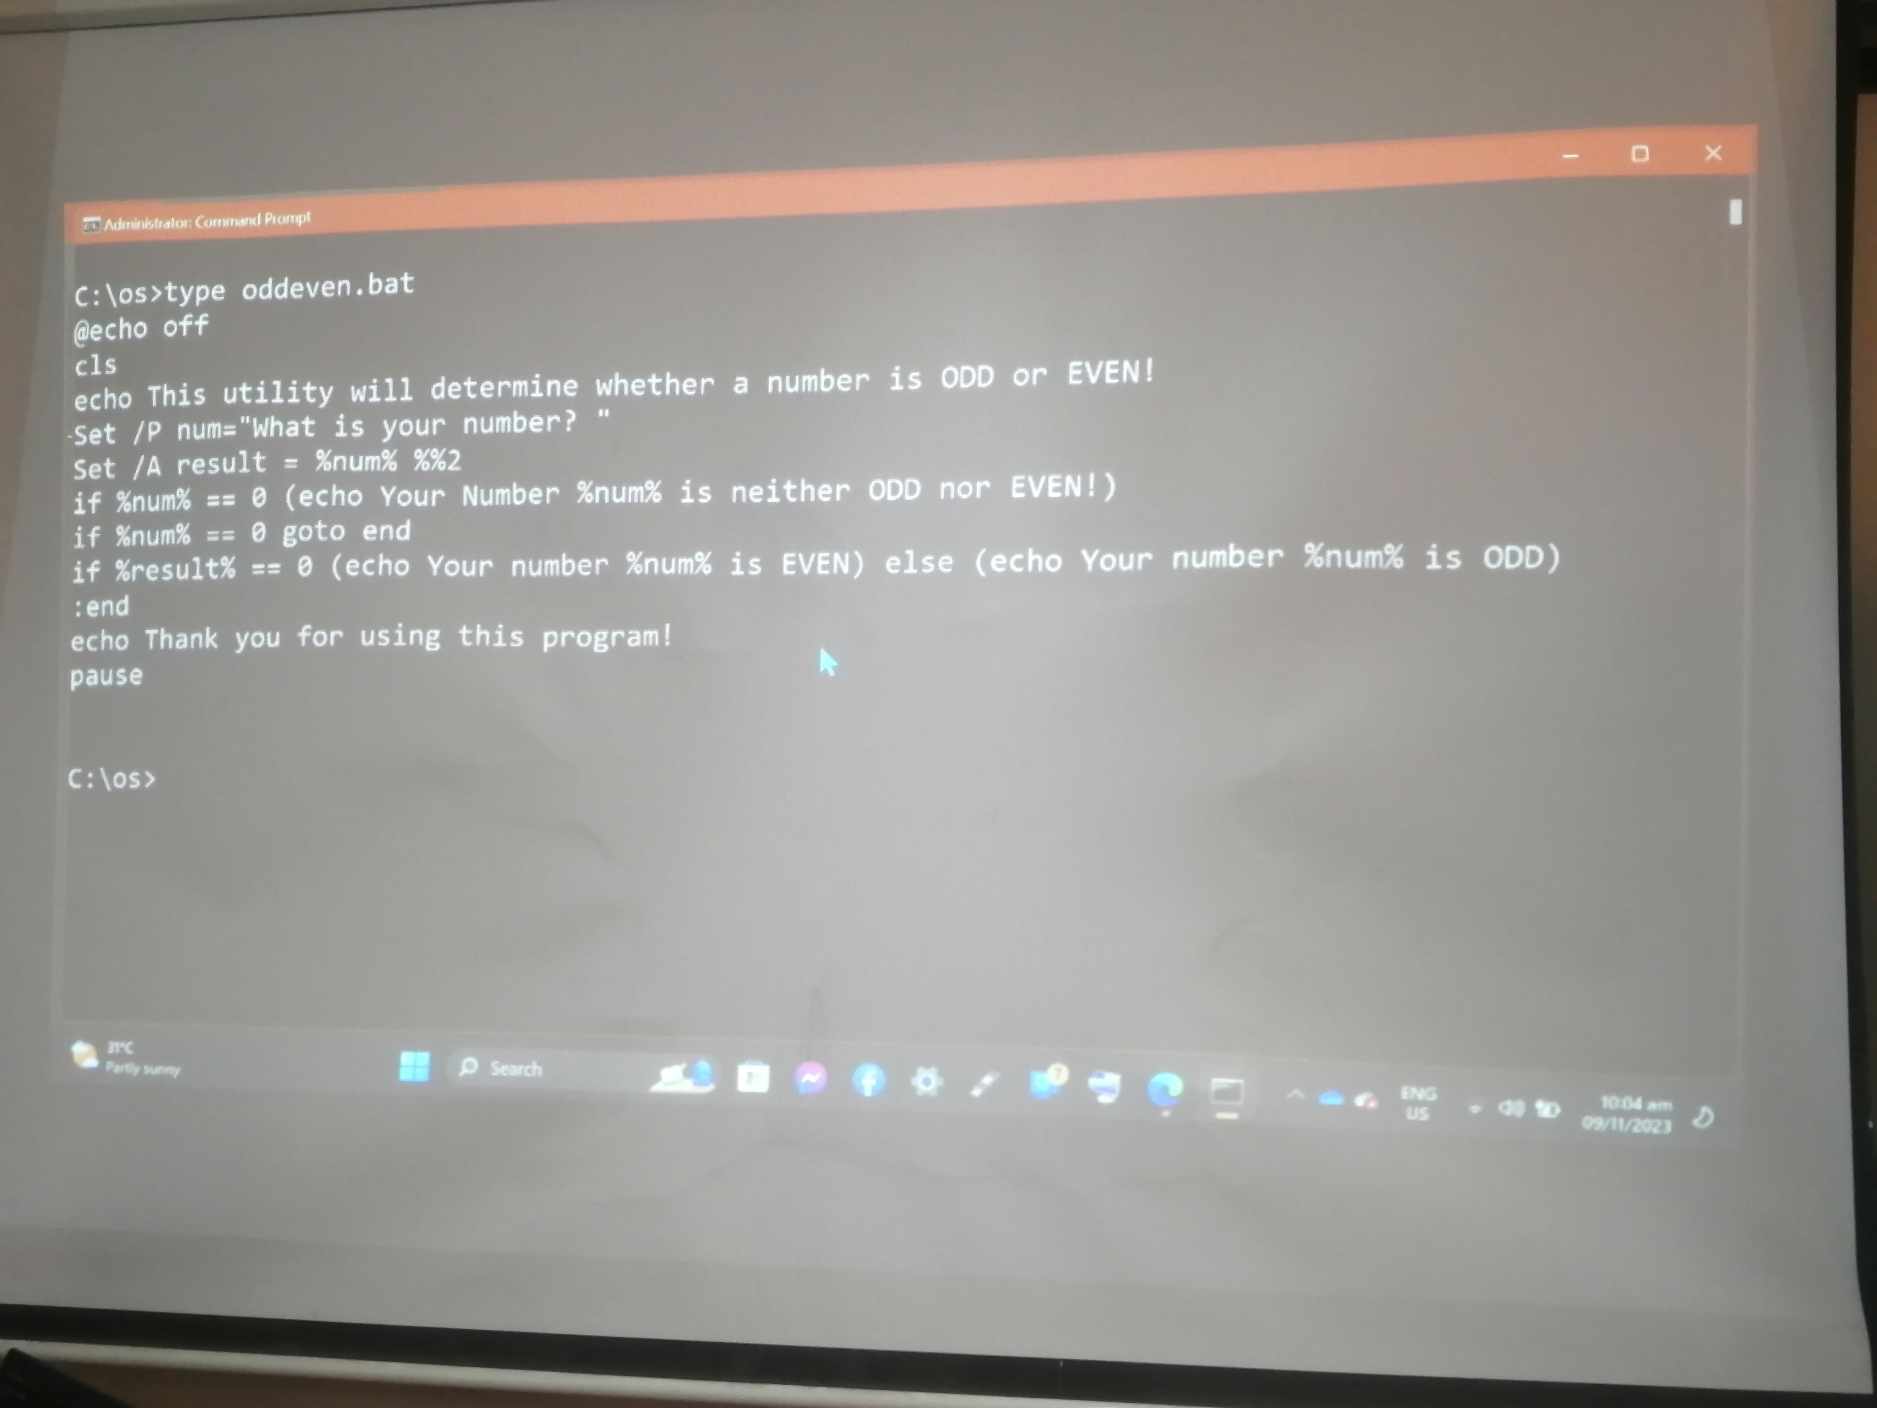 Administrator: Command Prompt
C:\os>type oddeven.bat
@echo off
cls
echo This utility will determine whether a number is ODD or EVEN!
Set /P num="What is your number? "
Set /A result = %num% %%2
if %num% == 0 (echo Your Number %num% is neither ODD nor EVEN!)
if %num% == 0 goto end
if %result% == 0 (echo Your number %num% is EVEN) else (echo Your number %num% is ODD)
:end
echo Thank you for using this program!
pause
C:\os>
31°C
Partly sunny
Search
7
ENG
US
10:04 am
09/11/2023